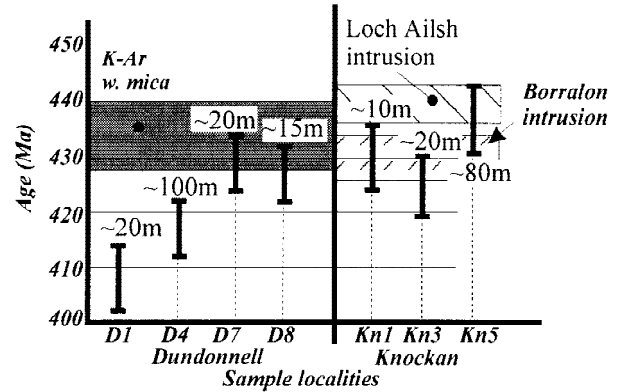 450
440
430
420
410
400
Age (Ma)
K-Ar
w. mica
~20m
~100m
~20m
~15m
Loch Ailsh
intrusion
Borralon
intrusion
~10m
~20m
~80m
D1 D4 D7 D8 Kn1 Kn3 Kn5
Dundonnell Knockan
Sample localities